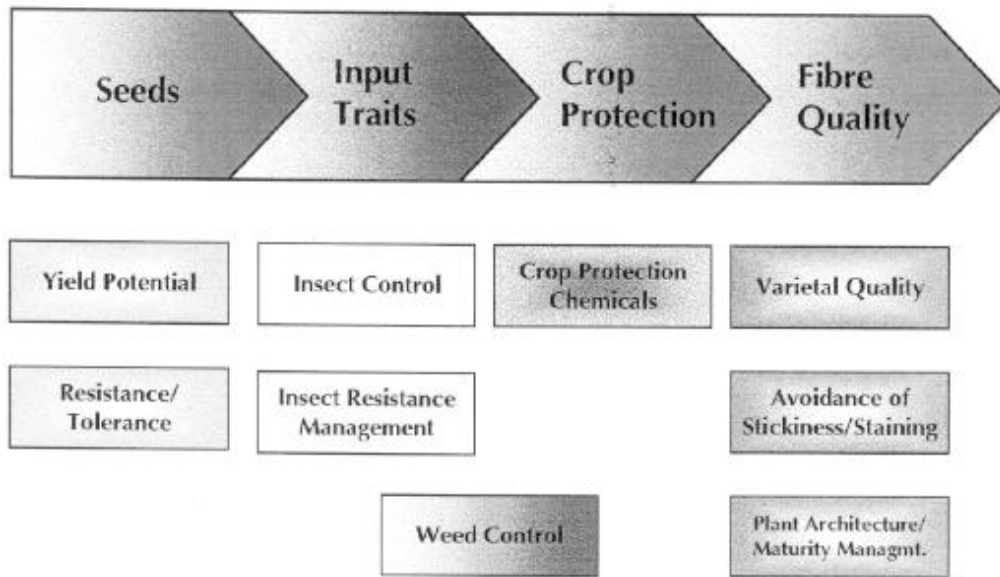 Seeds
Input
Traits
Crop
Protection
Fibre
Quality
Yield Potential
Insect Control
Crop Protection
Chemicals
Varietal Quality
Resistance/
Tolerance
Insect Resistance
Management
Avoidance of
Stickiness/Staining
Weed Control
Plant Architecture/
Maturity Managmt.